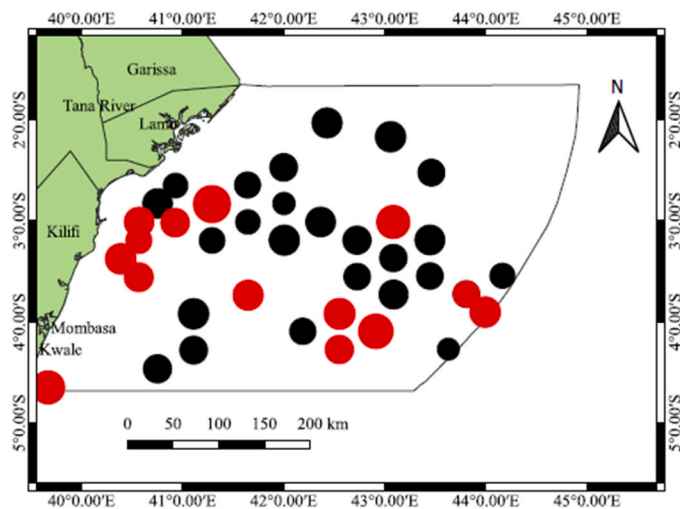 40°0.00'E 41°0.00'E 42°0.00'E 43°0.00'E 44°0.00'E 45°0.00'E
N
Garissa
Tana River
Lamu
Kilifi
Mombasa
Kwale
2°0.00'S 2°0.00'S
3°0.00'S 3°0.00'S
4°0.00'S 4°0.00'S
5°0.00'S 5°0.00'S
0 50 100 150 200 km
40°0.00'E 41°0.00'E 42°0.00'E 43°0.00'E 44°0.00'E 45°0.00'E